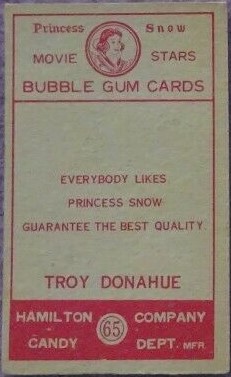 Princess Snow
MOVIE STARS
BUBBLE GUM CARDS
EVERYBODY LIKES
PRINCESS SNOW
GUARANTEE THE BEST QUALITY
TROY DONAHUE
HAMILTON COMPANY
65
CANDY DEPT. MFR.